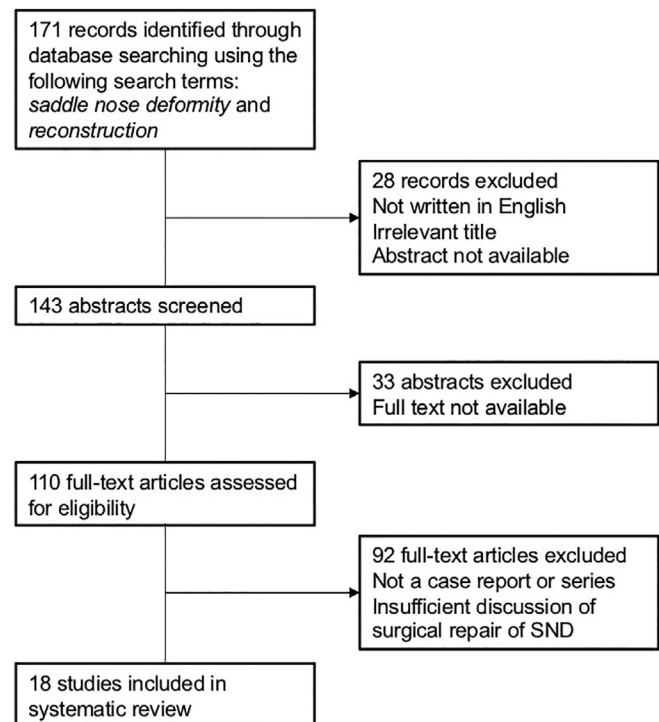 171 records identified through
database searching using the
following search terms:
saddle nose deformity and
reconstruction
28 records excluded
Not written in English
Irrelevant title
Abstract not available
143 abstracts screened
33 abstracts excluded
Full text not available
110 full-text articles assessed
for eligibility
92 full-text articles excluded
Not a case report or series
Insufficient discussion of
surgical repair of SND
18 studies included in
systematic review